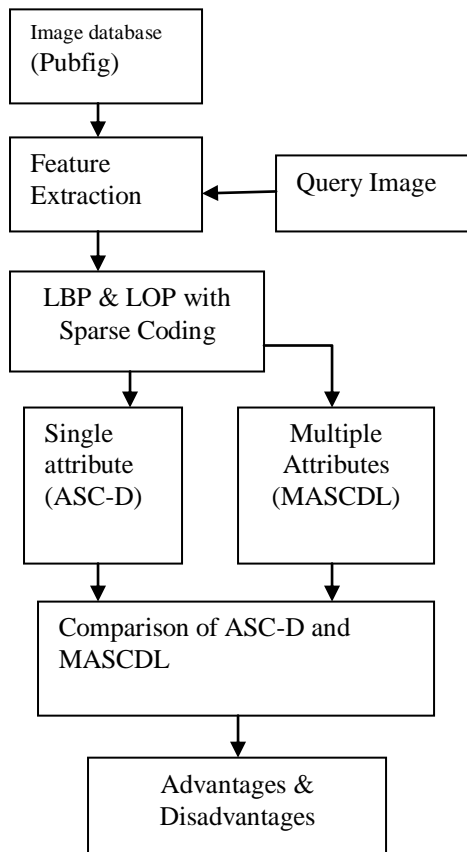 Image database
(Pubfig)
Feature
Extraction
Query Image
LBP & LOP with
Sparse Coding
Single
attribute
(ASC-D)
Multiple
Attributes
(MASCDL)
Comparison of ASC-D and
MASCDL
Advantages &
Disadvantages